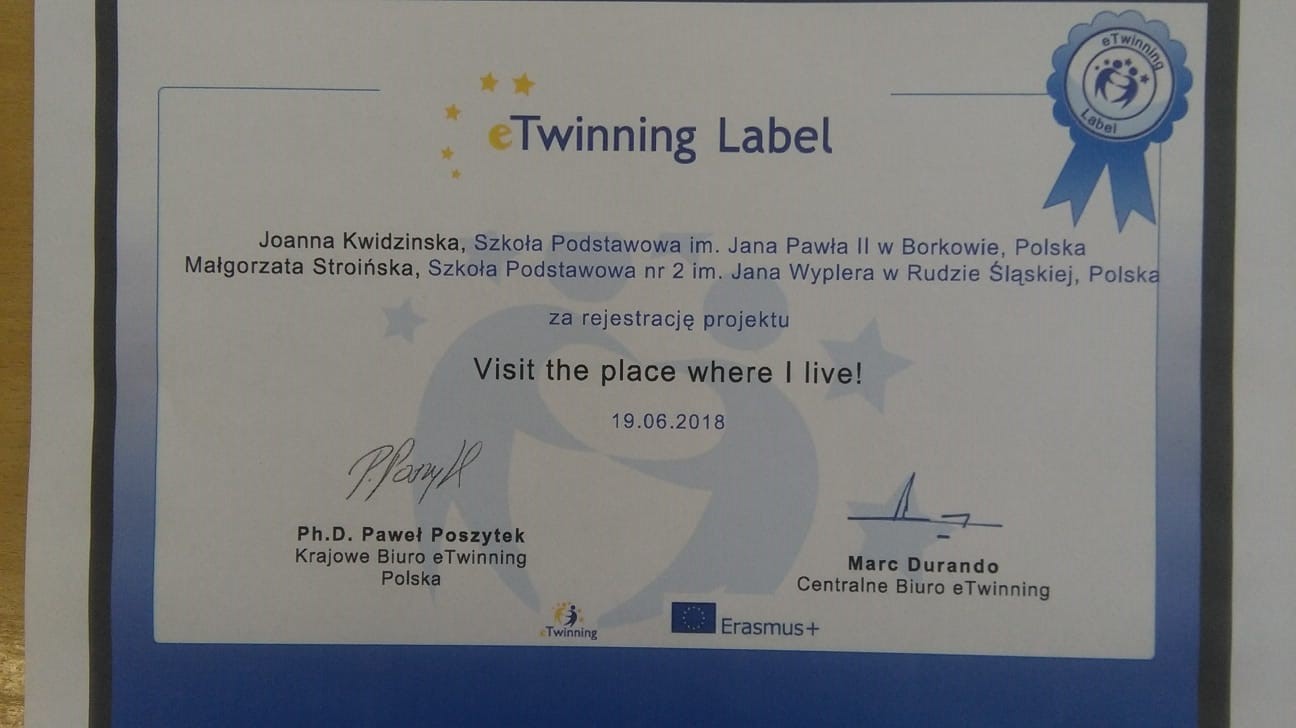 eTwinning
Label
eTwinning Label
Joanna Kwidzinska, Szkoła Podstawowa im. Jana Pawła II w Borkowie, Polska
Małgorzata Stroińska, Szkoła Podstawowa nr 2 im. Jana Wyplera w Rudzie Śląskiej, Polska
za rejestrację projektu
Visit the place where I live!
19.06.2018
Ph.D. Paweł Poszytek
Krajowe Biuro eTwinning
Polska
Marc Durando
Centralne Biuro eTwinning
eTwinning
Erasmus+